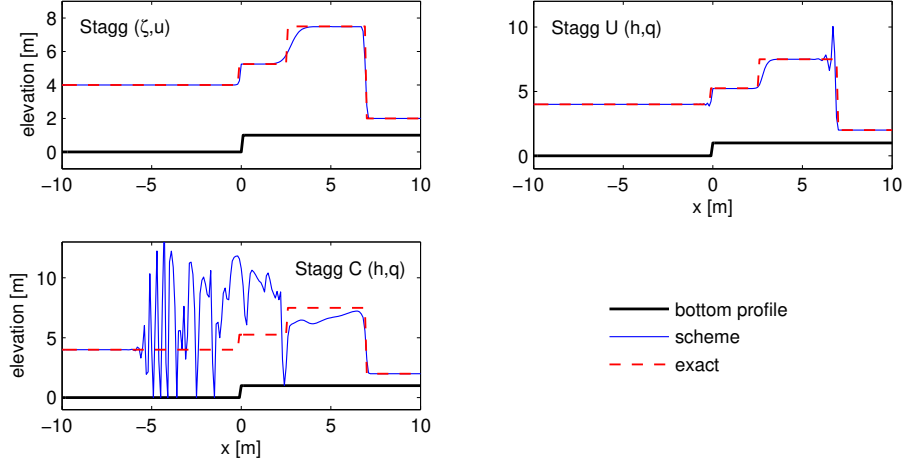 Stagg (ζ,u)
elevation [m]
8
6
4
2
0
−10
−5
0
5
10
Stagg U (h,q)
10
5
0
−10
−5
0
5
10
x [m]
Stagg C (h,q)
elevation [m]
10
5
0
−10
−5
0
5
10
x [m]
bottom profile
scheme
exact